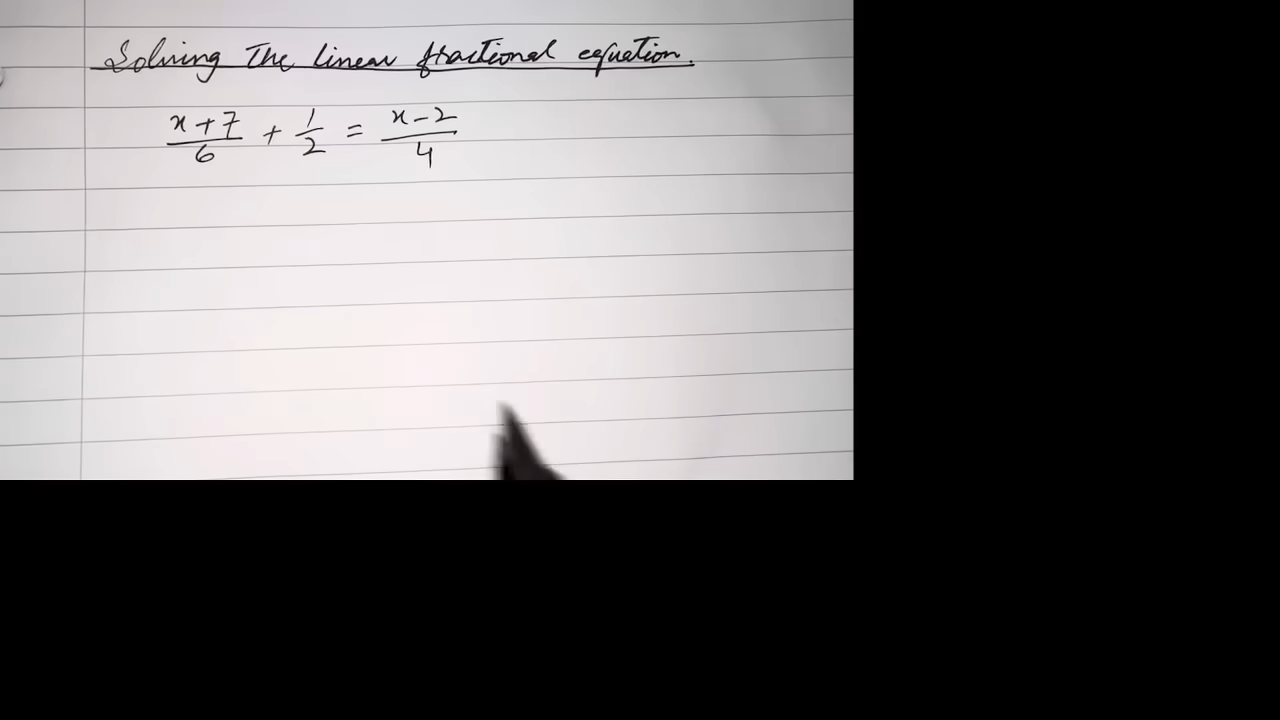 Solving The linear fractional equation.
x+7/6 + 1/2 = x-2/4